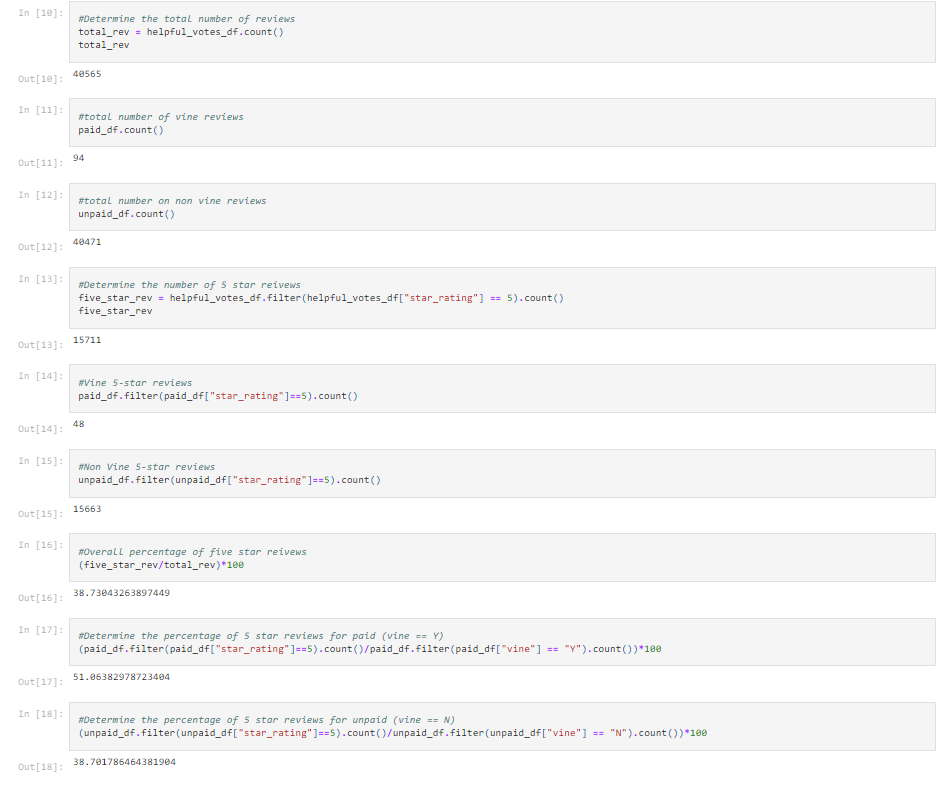 In [10]:
#Determine the total number of reviews
total_rev = helpful_votes_df.count()
total_rev
Out[10]:
40565
In [11]:
#total number of vine reviews
paid_df.count()
Out[11]:
94
In [12]:
#total number on non vine reviews
unpaid_df.count()
Out[12]:
40471
In [13]:
#Determine the number of 5 star reivews
five_star_rev = helpful_votes_df.filter(helpful_votes_df["star_rating"] == 5).count()
five_star_rev
Out[13]:
15711
In [14]:
#Vine 5-star reviews
paid_df.filter(paid_df["star_rating"]==5).count()
Out[14]:
48
In [15]:
#Non Vine 5-star reviews
unpaid_df.filter(unpaid_df["star_rating"]==5).count()
Out[15]:
15663
In [16]:
#Overall percentage of five star reivews
(five_star_rev/total_rev)*100
Out[16]:
38.73043263897449
In [17]:
#Determine the percentage of 5 star reviews for paid (vine == Y)
(paid_df.filter(paid_df["star_rating"]==5).count()/paid_df.filter(paid_df["vine"] == "Y").count())*100
Out[17]:
51.06382978723404
In [18]:
#Determine the percentage of 5 star reviews for unpaid (vine == N)
(unpaid_df.filter(unpaid_df["star_rating"]==5).count()/unpaid_df.filter(unpaid_df["vine"] == "N").count())*100
Out[18]:
38.701786464381904